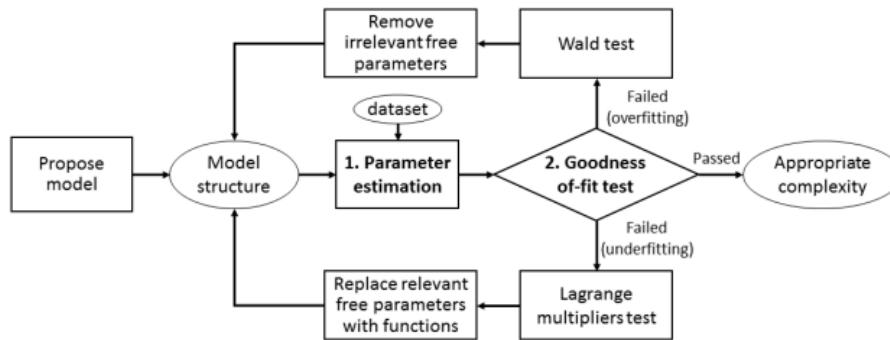 Remove
irrelevant free
parameters
Wald test
dataset
Failed
(overfitting)
Propose
model
Model
structure
1. Parameter
estimation
2. Goodness
of-fit test
Passed
Appropriate
complexity
Failed
(underfitting)
Replace relevant
free parameters
with functions
Lagrange
multipliers test